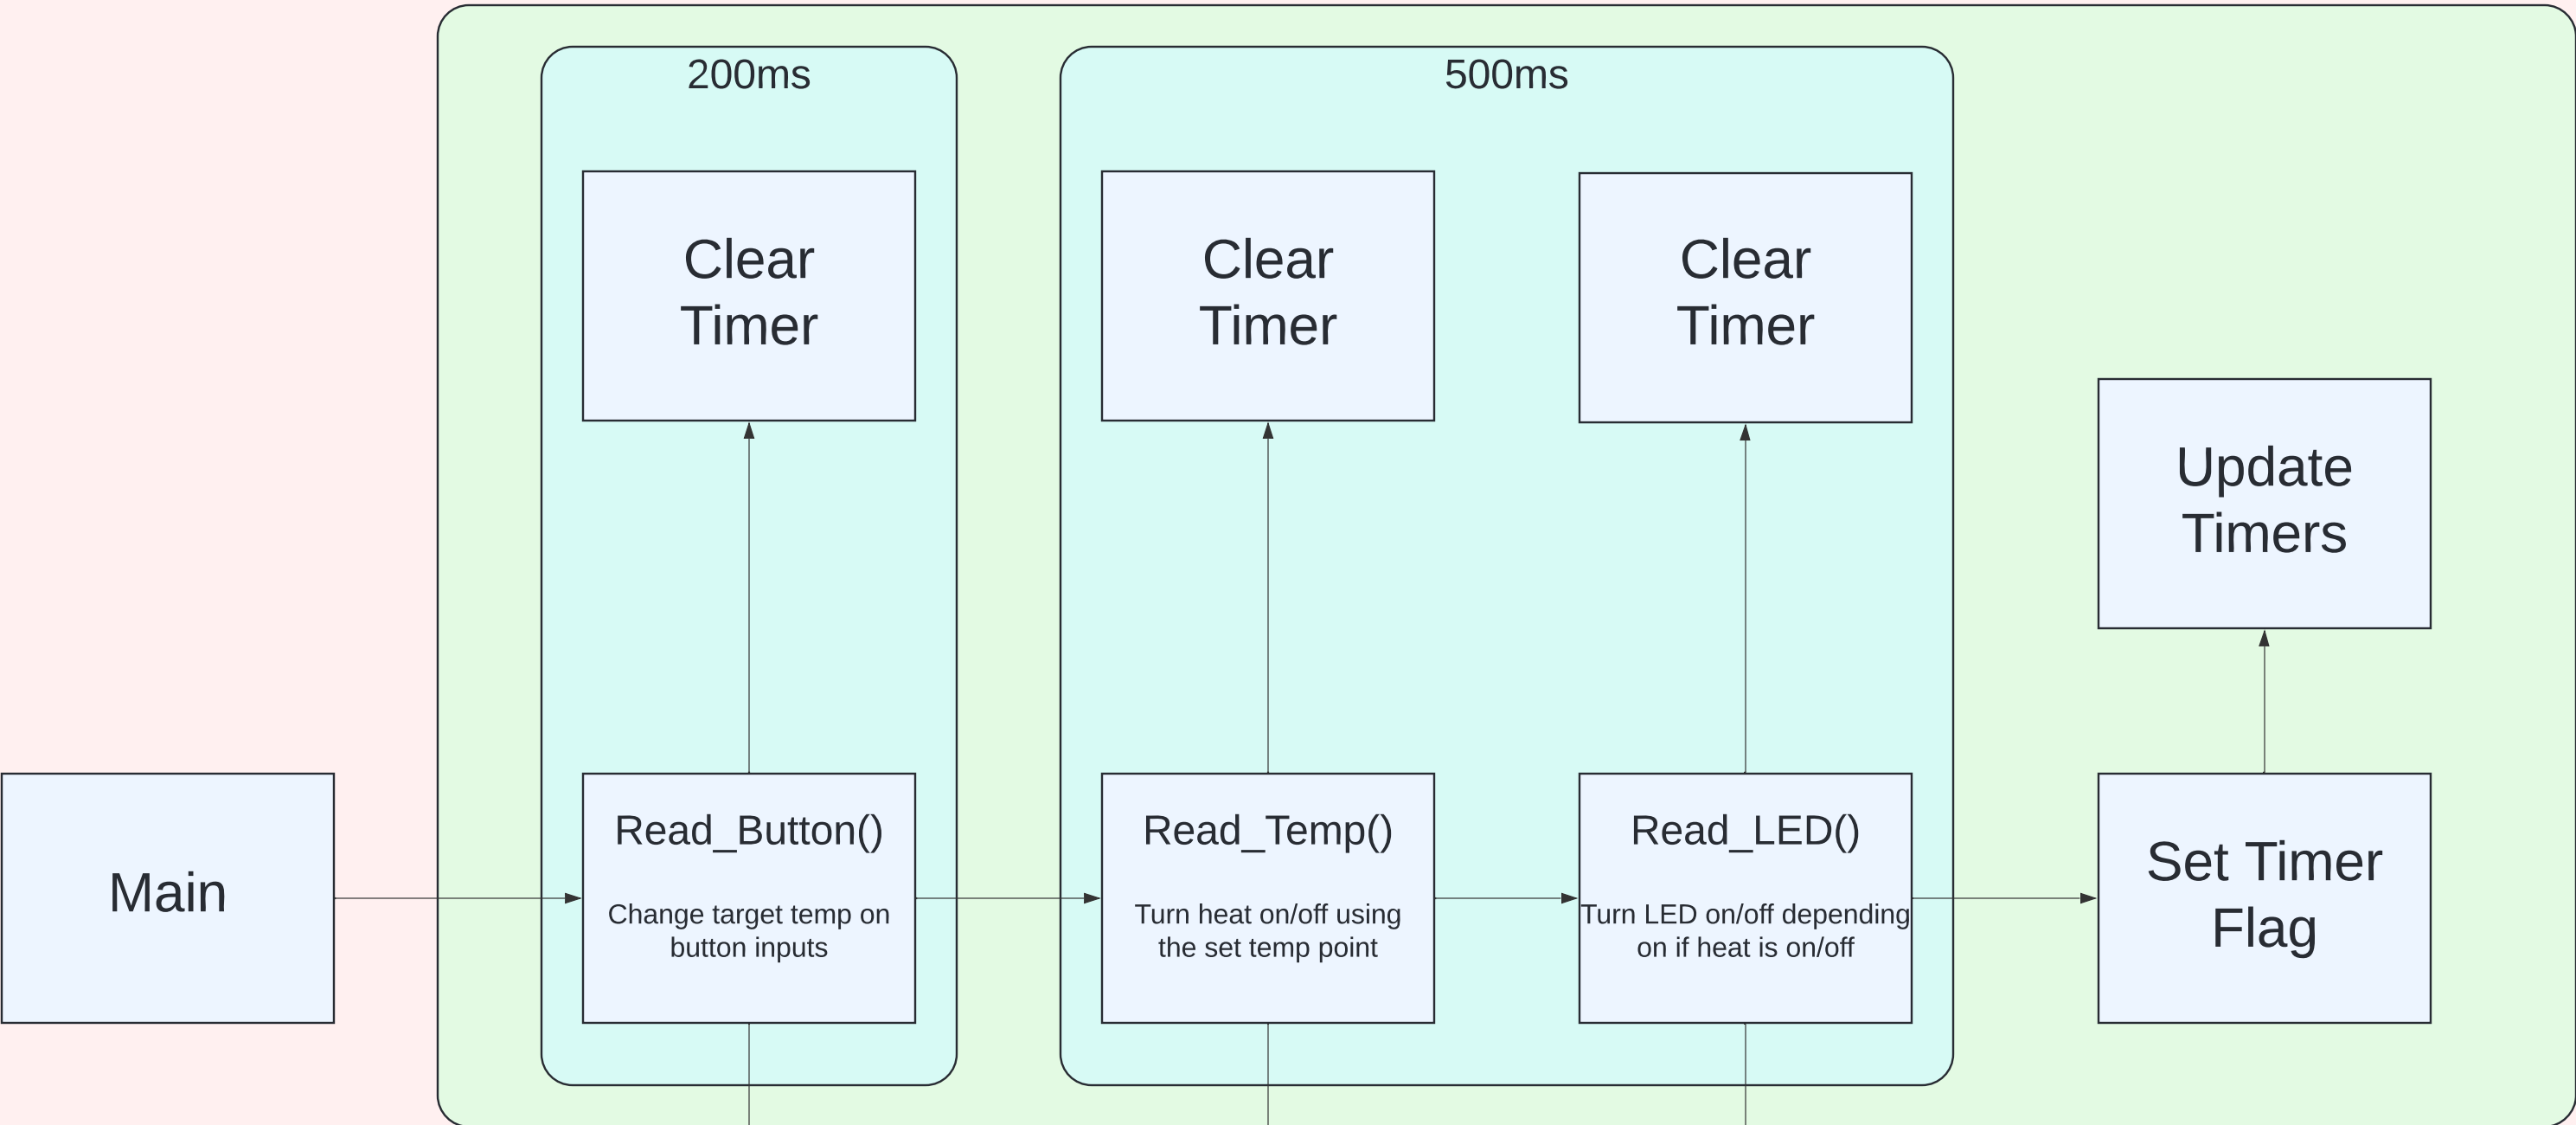 200ms
500ms
Clear
Timer
Clear
Timer
Clear
Timer
Update
Timers
Main
Read_Button()
Change target temp on
button inputs
Read_Temp()
Turn heat on/off using
the set temp point
Read_LED()
Turn LED on/off depending
on if heat is on/off
Set Timer
Flag